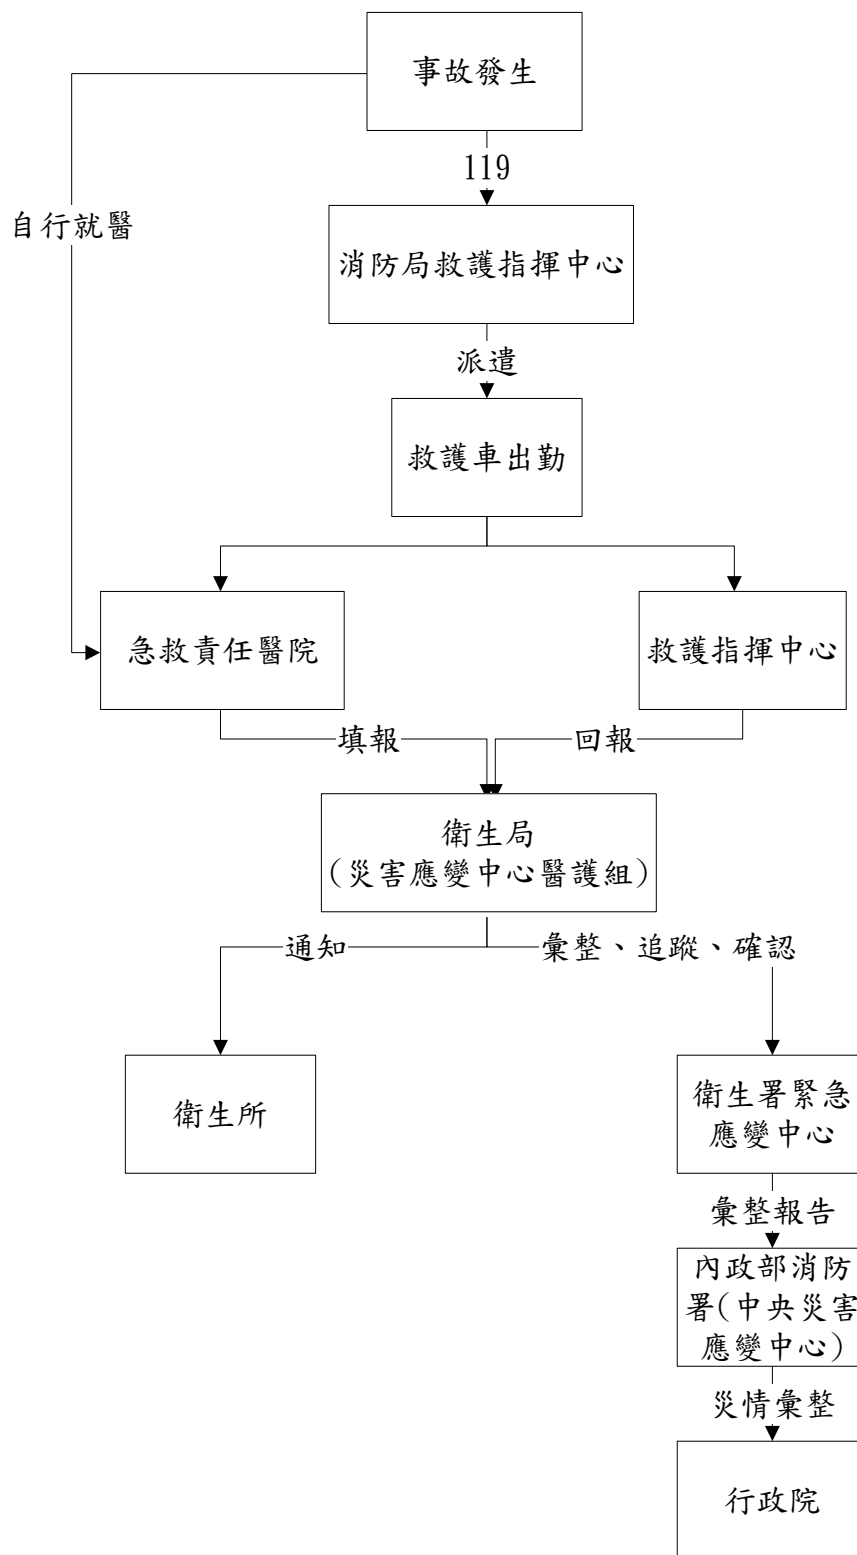 事故發生
119
自行就醫
消防局救護指揮中心
派遣
救護車出勤
急救責任醫院
救護指揮中心
填報
回報
衛生局
(災害應變中心醫護組)
通知
彙整、追蹤、確認
衛生所
衛生署緊急
應變中心
彙整報告
內政部消防
署(中央災害
應變中心)
災情彙整
行政院